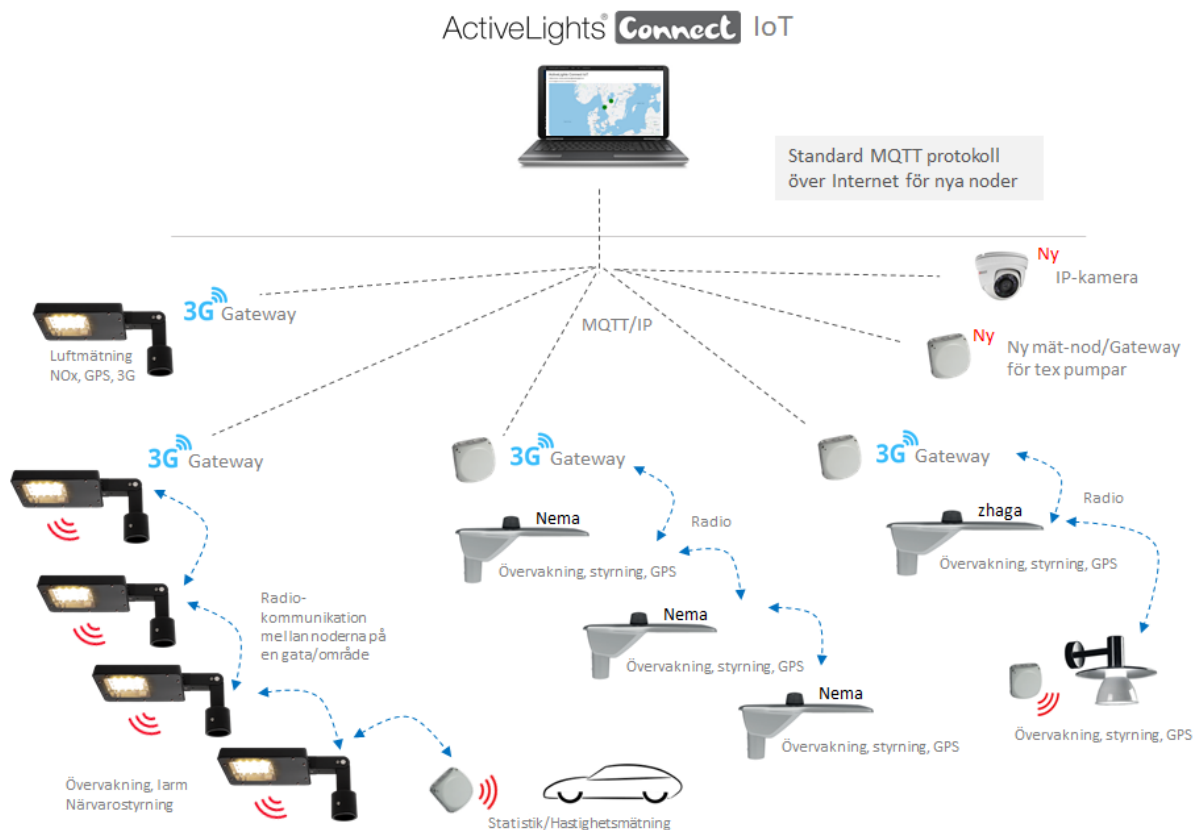 ActiveLights® Connect IoT
ActiveLights Connect IoT
Standard MQTT protokoll
över Internet för nya noder
Ny
IP-kamera
3G Gateway
MQTT/IP
Luftmätning
NOx, GPS, 3G
Ny
Ny mät-nod/Gateway
för tex pumpar
3G Gateway
3G Gateway
3G Gateway
Nema
Radio
Övervakning, styrning, GPS
zhaga
Radio
Övervakning, styrning, GPS
Radio-
kommunikation
mellan noderna på
en gata/område
Nema
Övervakning, styrning, GPS
Nema
Övervakning, styrning, GPS
Övervakning, styrning, GPS
Övervakning, larm
Närvarostyrning
Statistik/Hastighetsmätning